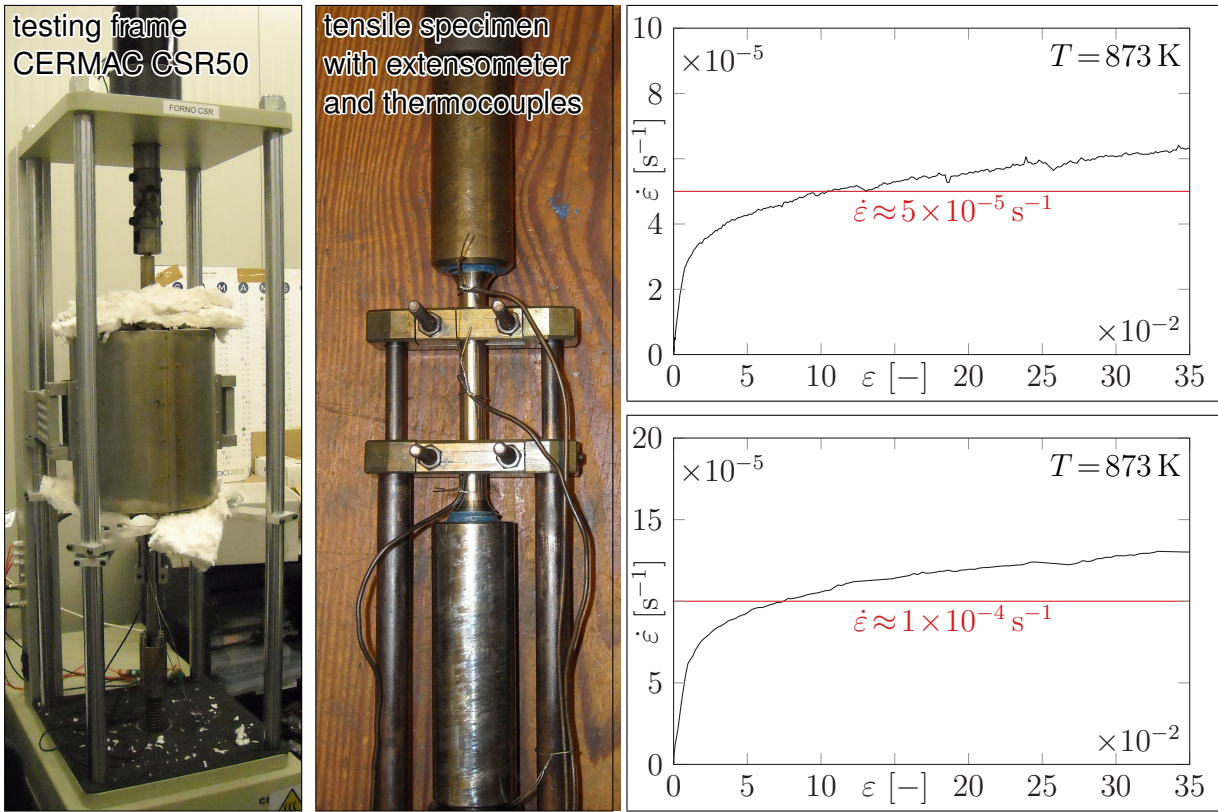 testing frame
CERMAC CSR50
FORNO CSR
tensile specimen
with extensometer
and thermocouples
10
×10⁻⁵
T = 873 K
8
6
ε̇ [s⁻¹]
ε̇ ≈ 5 × 10⁻⁵ s⁻¹
4
2
×10⁻²
0
0 5 10 ε [−] 20 25 30 35
20
×10⁻⁵
T = 873 K
15
ε̇ [s⁻¹]
10
ε̇ ≈ 1 × 10⁻⁴ s⁻¹
5
×10⁻²
0
0 5 10 ε [−] 20 25 30 35